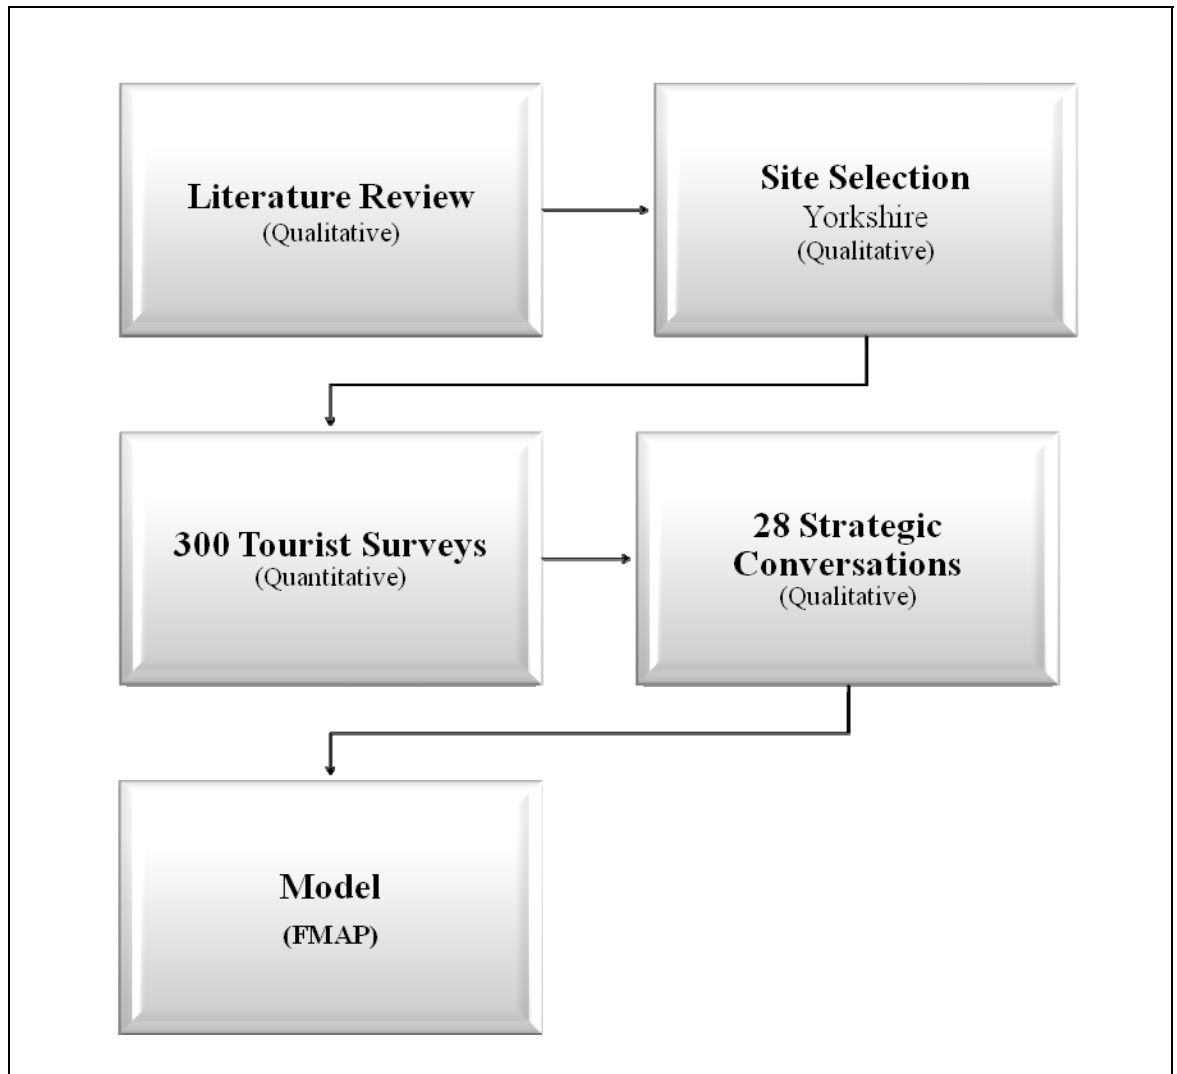 Literature Review
(Qualitative)
Site Selection
Yorkshire
(Qualitative)
300 Tourist Surveys
(Quantitative)
28 Strategic
Conversations
(Qualitative)
Model
(FMAP)